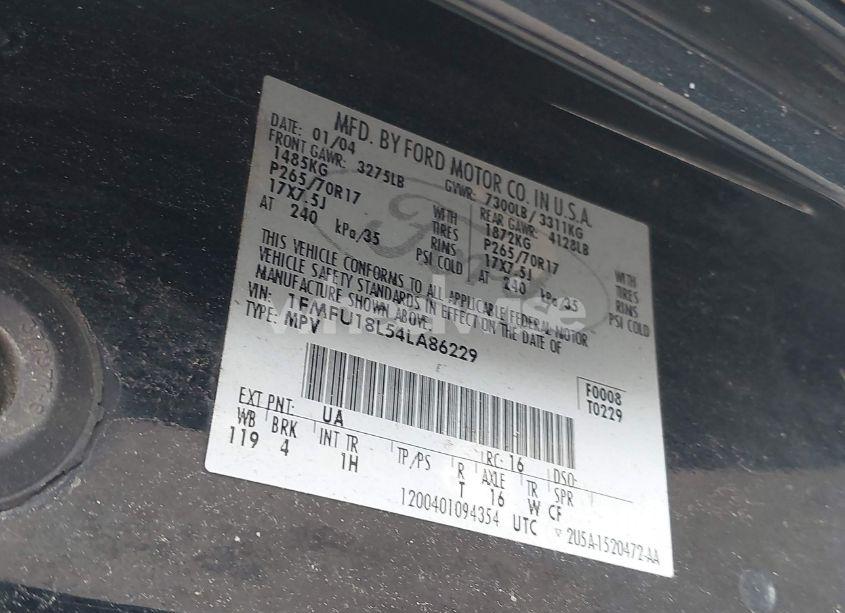 MFD. BY FORD MOTOR CO. IN U.S.A.
DATE: 01/04 GVWR: 7300LB/ 3311KG
FRONT GAWR: 3275LB REAR GAWR: 4128LB
1485KG WITH 1872KG WITH
P265/70R17 TIRES P265/70R17 TIRES
17X7.5J RIMS 17X7.5J RIMS
AT 240 kPa/35 PSI COLD AT 240 kPa/35 PSI COLD
THIS VEHICLE CONFORMS TO ALL APPLICABLE FEDERAL MOTOR
VEHICLE SAFETY STANDARDS IN EFFECT ON THE DATE OF
MANUFACTURE SHOWN ABOVE.
VIN: 1FMFU18L54LA86229
TYPE: MPV
F0008
T0229
EXT PNT: UA RC: 16 DSO:
WB BRK INT TR TP/PS R AXLE TR SPR
119 4 1H T 16 W CF
1200401094354 UTC 2U5A-1520472-AA